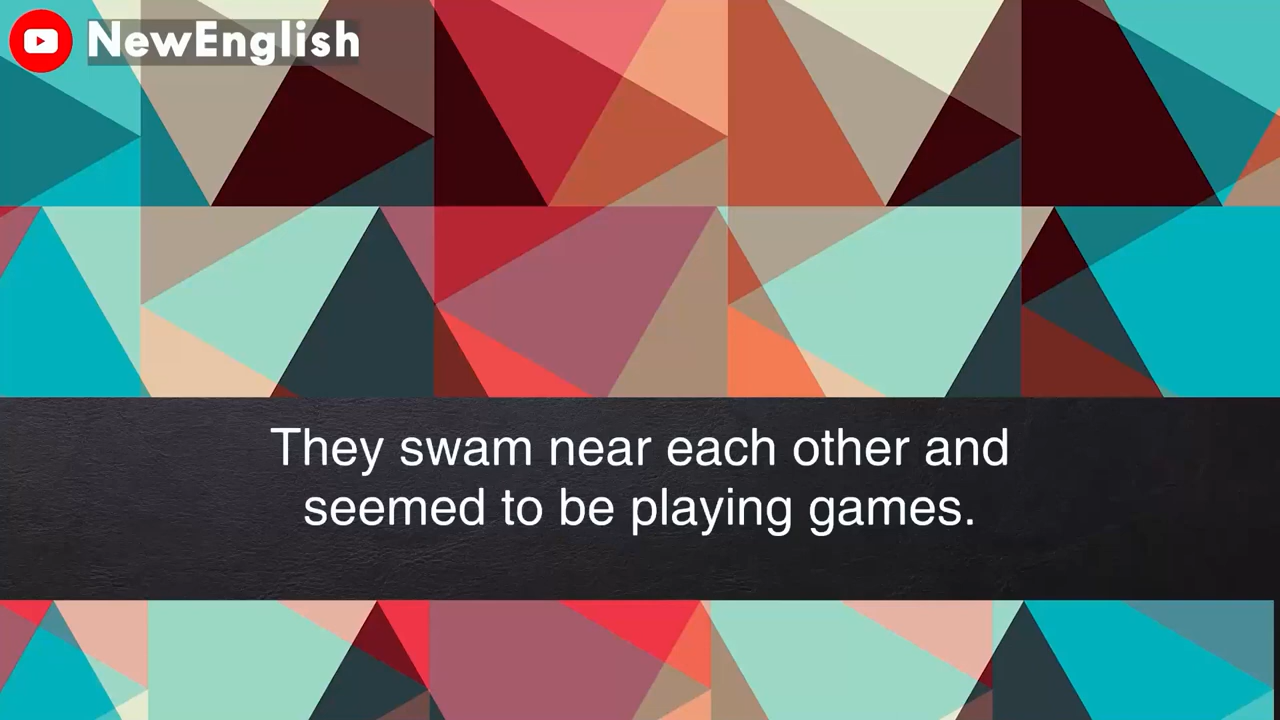 NewEnglish
They swam near each other and
seemed to be playing games.